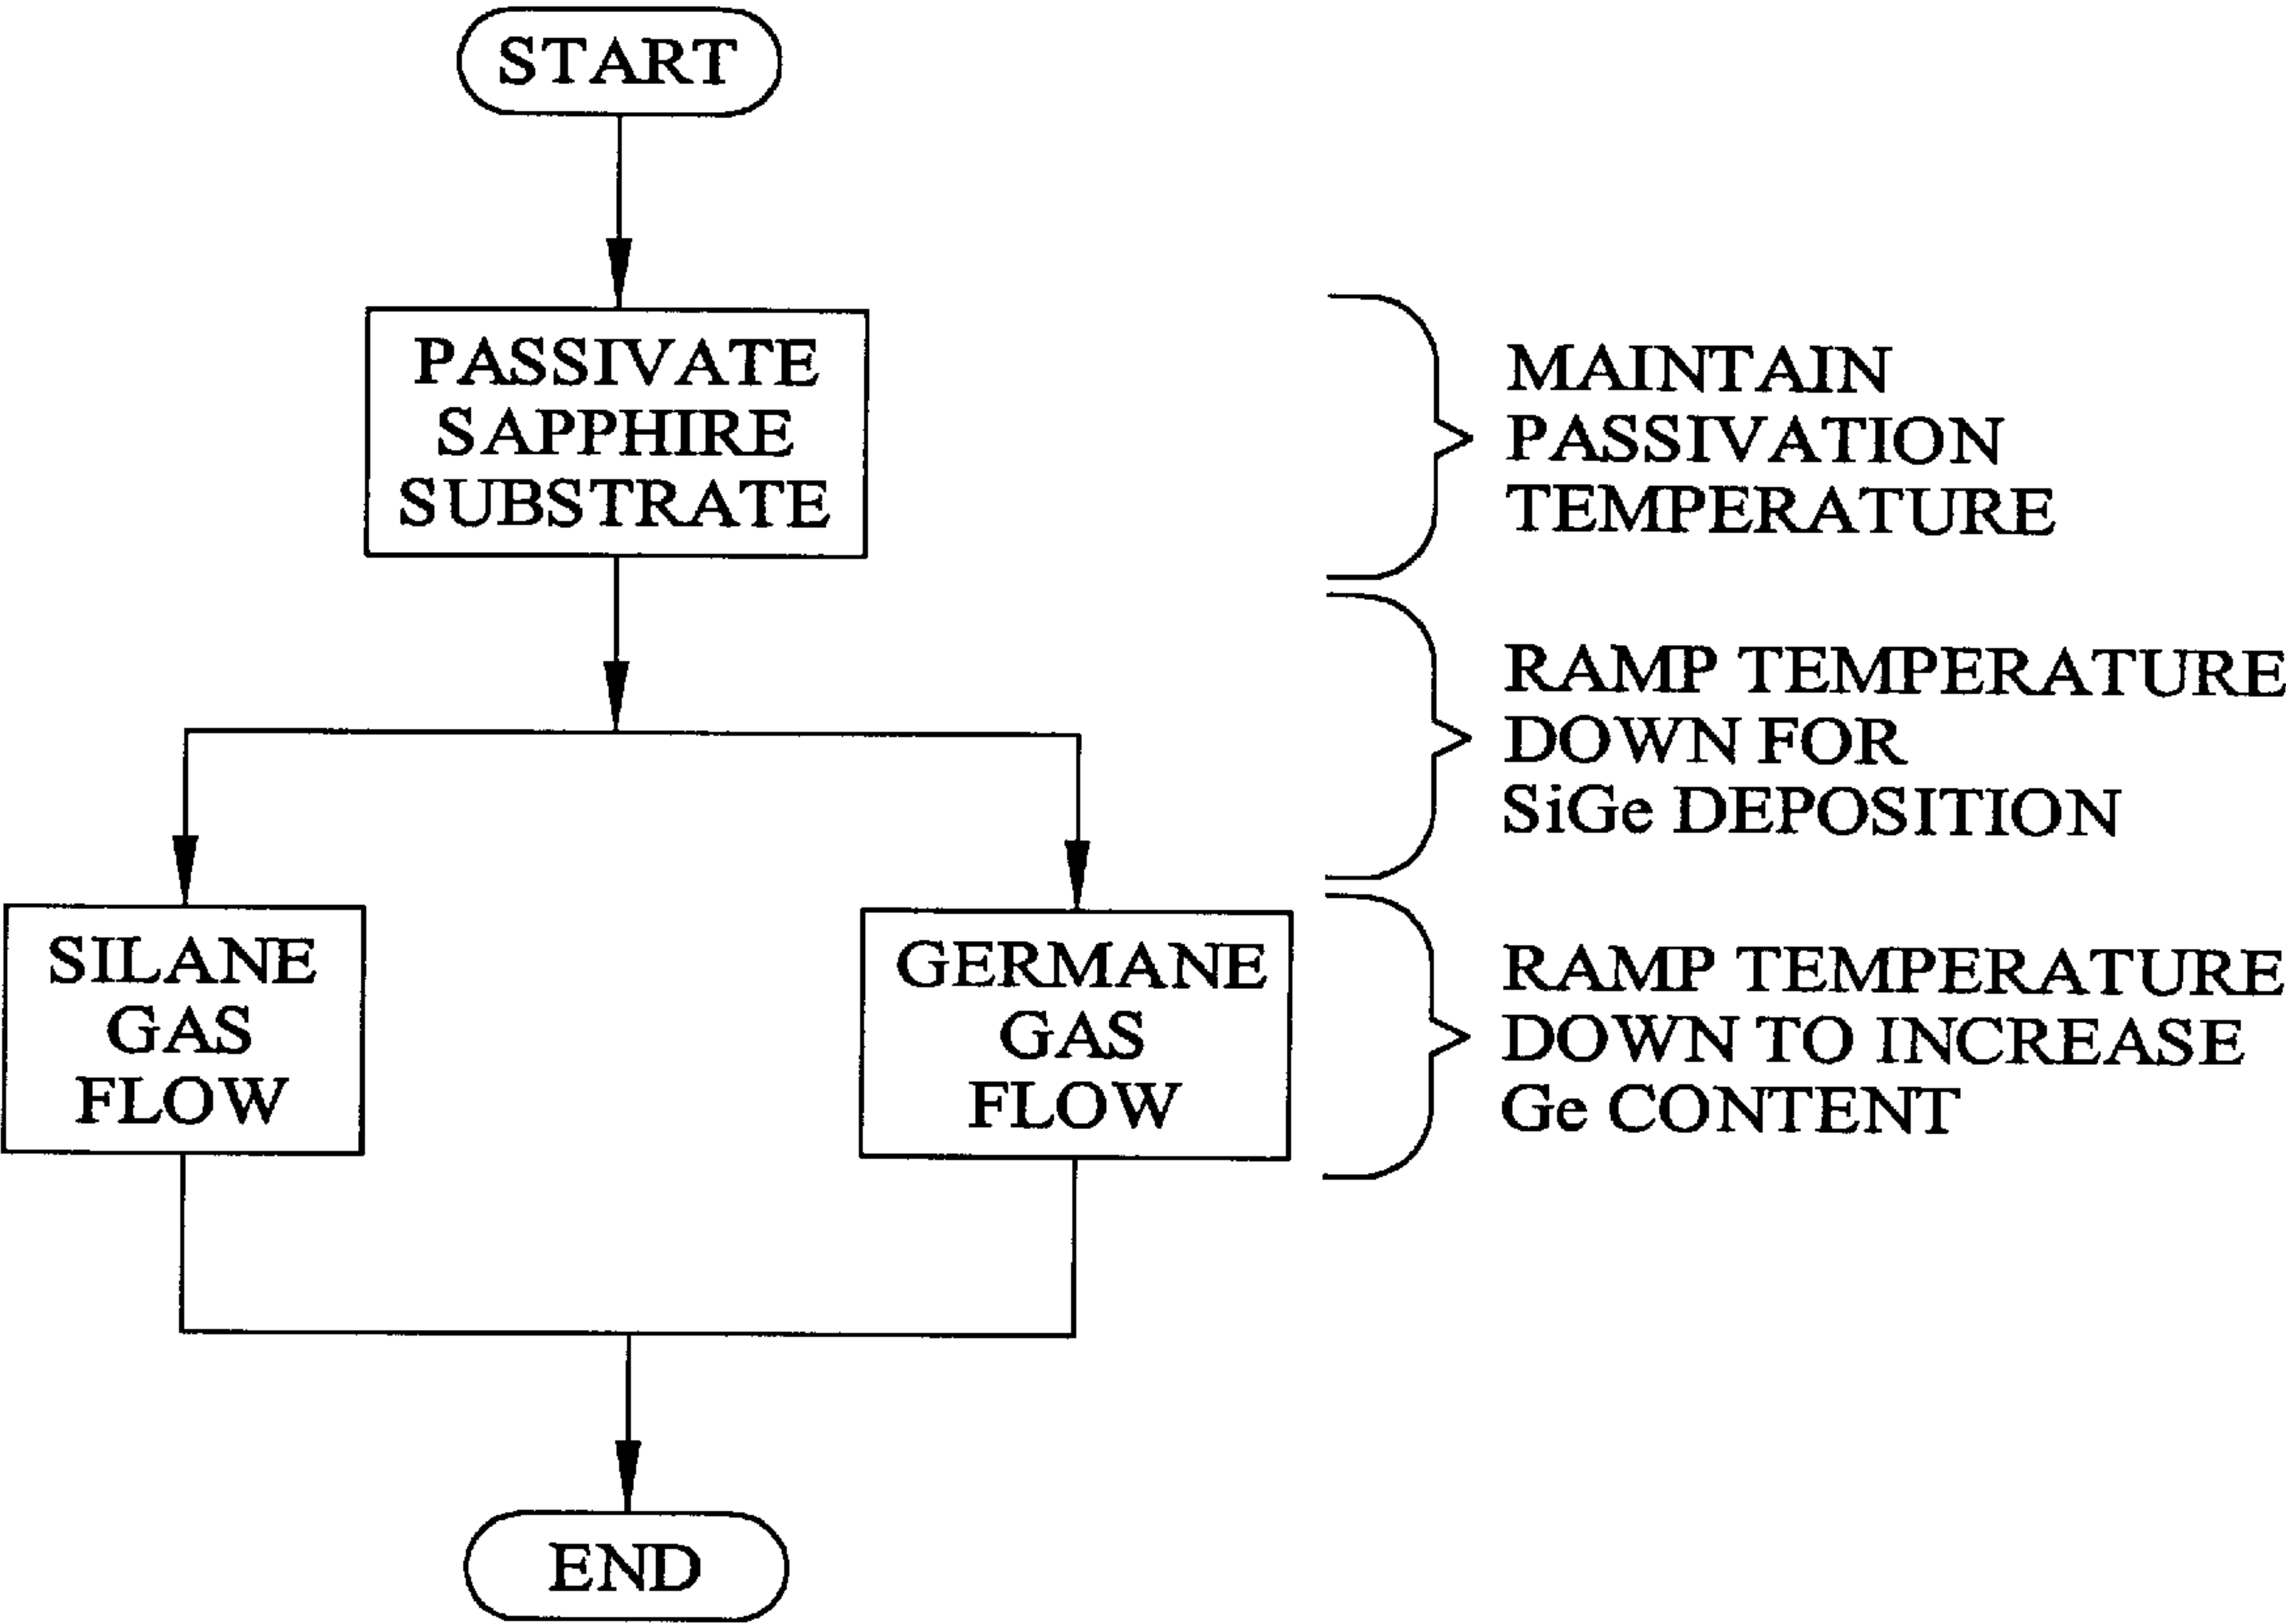 START
PASSIVATE
SAPPHIRE
SUBSTRATE
MAINTAIN
PASSIVATION
TEMPERATURE
RAMP TEMPERATURE
DOWN FOR
SiGe DEPOSITION
SILANE
GAS
FLOW
GERMANE
GAS
FLOW
RAMP TEMPERATURE
DOWN TO INCREASE
Ge CONTENT
END